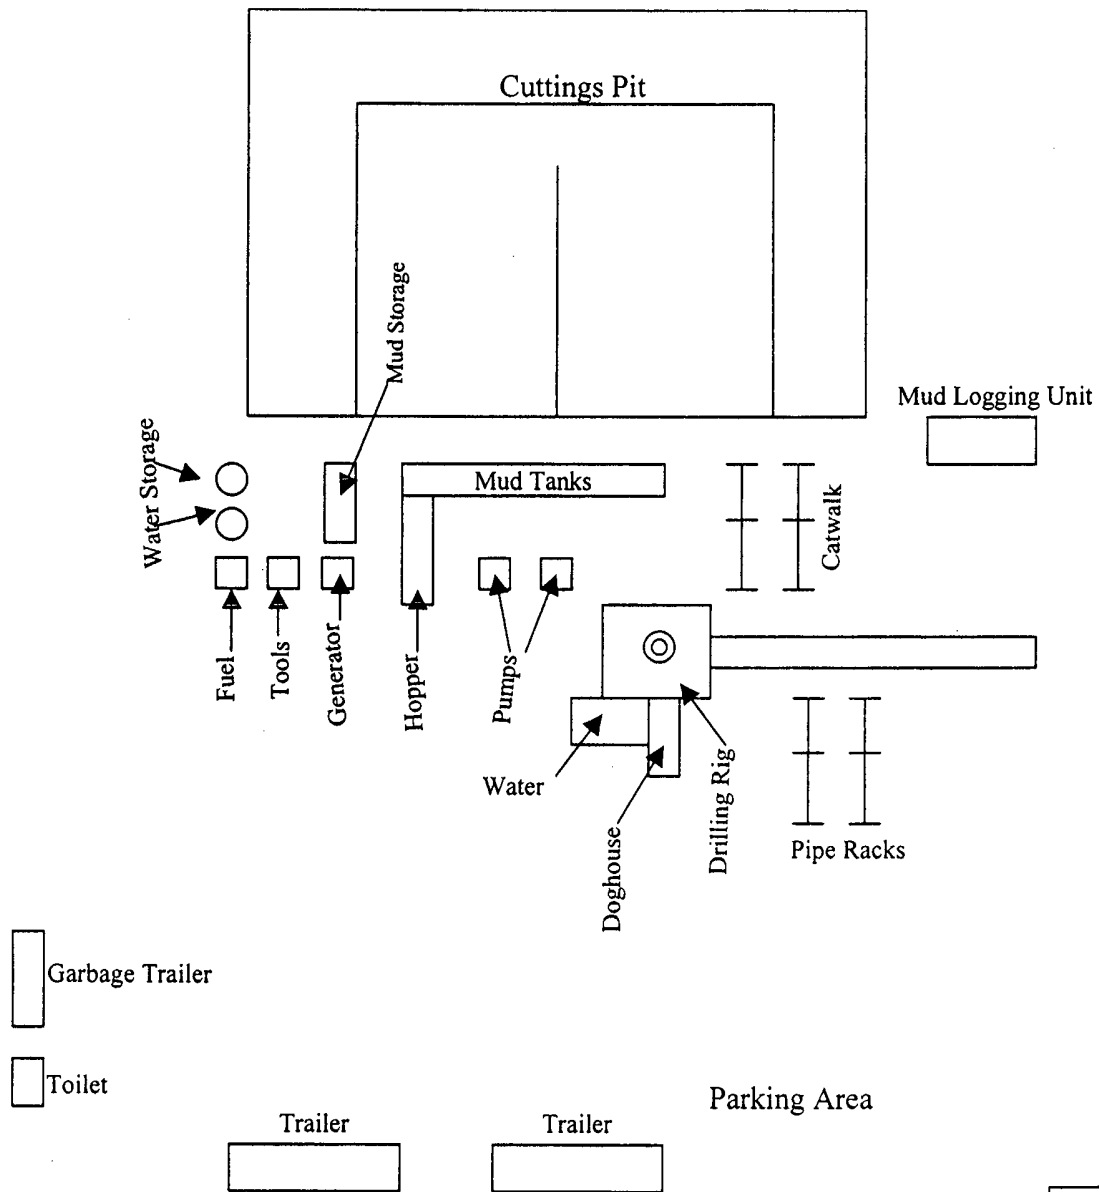 Cuttings Pit
Mud Storage
Mud Logging Unit
Water Storage
Mud Tanks
Catwalk
Fuel
Tools
Generator
Hopper
Pumps
Water
Doghouse
Drilling Rig
Pipe Racks
Garbage Trailer
Toilet
Parking Area
Trailer
Trailer